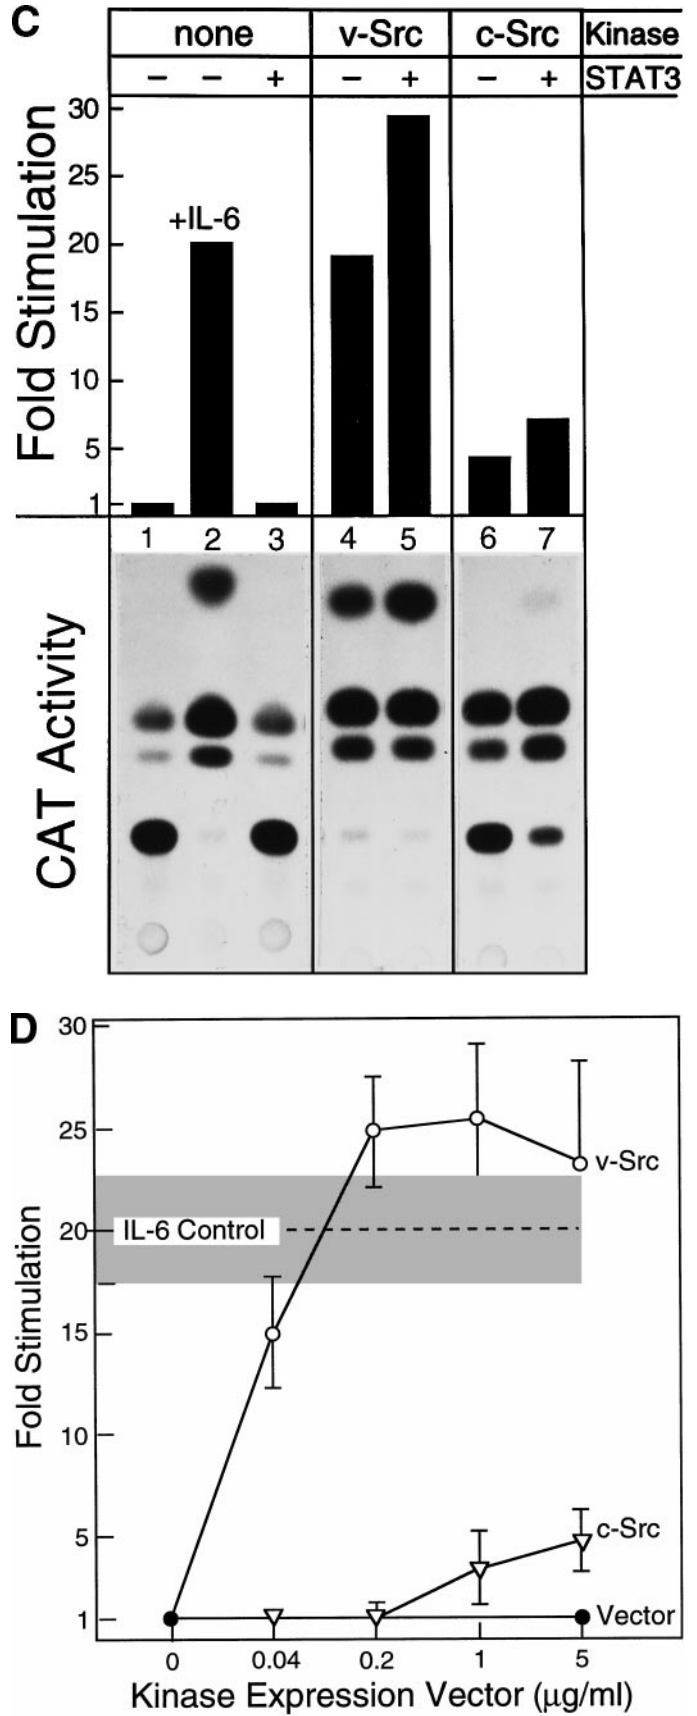 C
none v-Src c-Src Kinase
− − + − + − + STAT3
Fold Stimulation
30
25
+IL-6
20
15
10
5
1
1 2 3 4 5 6 7
CAT Activity
D
Fold Stimulation
30
25
v-Src
IL-6 Control
20
15
10
5
c-Src
1
Vector
0 0.04 0.2 1 5
Kinase Expression Vector (μg/ml)